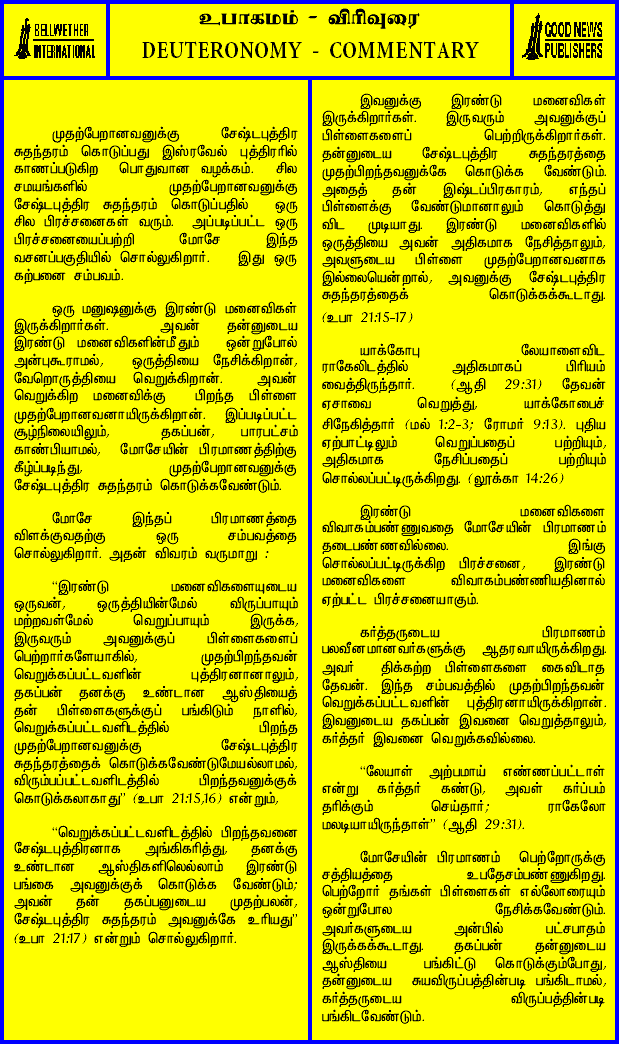 BELLWETHER
INTERNATIONAL
உபாகமம் - விரிவுரை
DEUTERONOMY - COMMENTARY
GOOD NEWS
PUBLISHERS
முதற்பேறானவனுக்கு சேஷ்டபுத்திர
சுதந்தரம் கொடுப்பது இஸ்ரவேல் புத்திரரில்
காணப்படுகிற பொதுவான வழக்கம். சில
சமயங்களில் முதற்பேறானவனுக்கு
சேஷ்டபுத்திர சுதந்தரம் கொடுப்பதில் ஒரு
சில பிரச்சனைகள் வரும். அப்படிப்பட்ட ஒரு
பிரச்சனையைப்பற்றி மோசே இந்த
வசனப்பகுதியில் சொல்லுகிறார். இது ஒரு
கற்பனை சம்பவம்.
ஒரு மனுஷனுக்கு இரண்டு மனைவிகள்
இருக்கிறார்கள். அவன் தன்னுடைய
இரண்டு மனைவிகளின்மீதும் ஒன்றுபோல்
அன்புகூராமல், ஒருத்தியை நேசிக்கிறான்,
வேறொருத்தியை வெறுக்கிறான். அவன்
வெறுக்கிற மனைவிக்கு பிறந்த பிள்ளை
முதற்பேறானவனாயிருக்கிறான். இப்படிப்பட்ட
சூழ்நிலையிலும், தகப்பன், பாரபட்சம்
காண்பியாமல், மோசேயின் பிரமாணத்திற்கு
கீழ்ப்படிந்து, முதற்பேறானவனுக்கு
சேஷ்டபுத்திர சுதந்தரம் கொடுக்கவேண்டும்.
மோசே இந்தப் பிரமாணத்தை
விளக்குவதற்கு ஒரு சம்பவத்தை
சொல்லுகிறார். அதன் விவரம் வருமாறு :
“இரண்டு மனைவிகளையுடைய
ஒருவன், ஒருத்தியின்மேல் விருப்பாயும்
மற்றவள்மேல் வெறுப்பாயும் இருக்க,
இருவரும் அவனுக்குப் பிள்ளைகளைப்
பெற்றார்களேயாகில், முதற்பிறந்தவன்
வெறுக்கப்பட்டவளின் புத்திரனானாலும்,
தகப்பன் தனக்கு உண்டான ஆஸ்தியைத்
தன் பிள்ளைகளுக்குப் பங்கிடும் நாளில்,
வெறுக்கப்பட்டவளிடத்தில் பிறந்த
முதற்பேறானவனுக்கு சேஷ்டபுத்திர
சுதந்தரத்தைக் கொடுக்கவேண்டுமேயல்லாமல்,
விரும்பப்பட்டவளிடத்தில் பிறந்தவனுக்குக்
கொடுக்கலாகாது” (உபா 21:15,16) என்றும்,
“வெறுக்கப்பட்டவளிடத்தில் பிறந்தவனை
சேஷ்டபுத்திரனாக அங்கிகரித்து, தனக்கு
உண்டான ஆஸ்திகளிலெல்லாம் இரண்டு
பங்கை அவனுக்குக் கொடுக்க வேண்டும்;
அவன் தன் தகப்பனுடைய முதற்பலன்,
சேஷ்டபுத்திர சுதந்தரம் அவனுக்கே உரியது”
(உபா 21:17) என்றும் சொல்லுகிறார்.
இவனுக்கு இரண்டு மனைவிகள்
இருக்கிறார்கள். இருவரும் அவனுக்குப்
பிள்ளைகளைப் பெற்றிருக்கிறார்கள்.
தன்னுடைய சேஷ்டபுத்திர சுதந்தரத்தை
முதற்பிறந்தவனுக்கே கொடுக்க வேண்டும்.
அதைத் தன் இஷ்டப்பிரகாரம், எந்தப்
பிள்ளைக்கு வேண்டுமானாலும் கொடுத்து
விட முடியாது. இரண்டு மனைவிகளில்
ஒருத்தியை அவன் அதிகமாக நேசித்தாலும்,
அவளுடைய பிள்ளை முதற்பேறானவனாக
இல்லையென்றால், அவனுக்கு சேஷ்டபுத்திர
சுதந்தரத்தைக் கொடுக்கக்கூடாது.
(உபா 21:15-17)
யாக்கோபு லேயாளைவிட
ராகேலிடத்தில் அதிகமாகப் பிரியம்
வைத்திருந்தார். (ஆதி 29:31) தேவன்
ஏசாவை வெறுத்து, யாக்கோபைச்
சிநேகித்தார் (மல் 1:2-3; ரோமர் 9:13). புதிய
ஏற்பாட்டிலும் வெறுப்பதைப் பற்றியும்,
அதிகமாக நேசிப்பதைப் பற்றியும்
சொல்லப்பட்டிருக்கிறது. (லூக்கா 14:26)
இரண்டு மனைவிகளை
விவாகம்பண்ணுவதை மோசேயின் பிரமாணம்
தடைபண்ணவில்லை. இங்கு
சொல்லப்பட்டிருக்கிற பிரச்சனை, இரண்டு
மனைவிகளை விவாகம்பண்ணியதினால்
ஏற்பட்ட பிரச்சனையாகும்.
கர்த்தருடைய பிரமாணம்
பலவீனமானவர்களுக்கு ஆதரவாயிருக்கிறது.
அவர் திக்கற்ற பிள்ளைகளை கைவிடாத
தேவன். இந்த சம்பவத்தில் முதற்பிறந்தவன்
வெறுக்கப்பட்டவளின் புத்திரனாயிருக்கிறான்.
இவனுடைய தகப்பன் இவனை வெறுத்தாலும்,
கர்த்தர் இவனை வெறுக்கவில்லை.
“லேயாள் அற்பமாய் எண்ணப்பட்டாள்
என்று கர்த்தர் கண்டு, அவள் கர்ப்பம்
தரிக்கும் செய்தார்; ராகேலோ
மலடியாயிருந்தாள்” (ஆதி 29:31).
மோசேயின் பிரமாணம் பெற்றோருக்கு
சத்தியத்தை உபதேசம்பண்ணுகிறது.
பெற்றோர் தங்கள் பிள்ளைகள் எல்லோரையும்
ஒன்றுபோல நேசிக்கவேண்டும்.
அவர்களுடைய அன்பில் பட்சபாதம்
இருக்கக்கூடாது. தகப்பன் தன்னுடைய
ஆஸ்தியை பங்கிட்டு கொடுக்கும்போது,
தன்னுடைய சுயவிருப்பத்தின்படி பங்கிடாமல்,
கர்த்தருடைய விருப்பத்தின்படி
பங்கிடவேண்டும்.